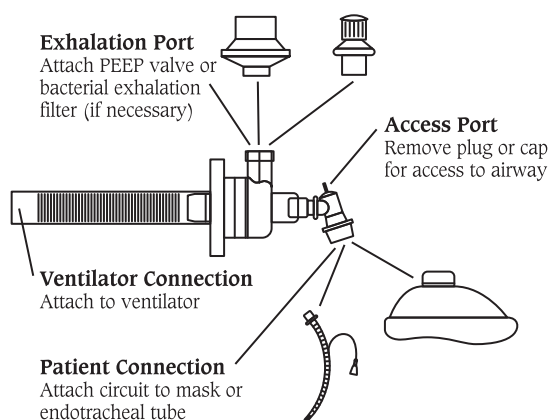 Exhalation Port
Attach PEEP valve or
bacterial exhalation
filter (if necessary)
Access Port
Remove plug or cap
for access to airway
Ventilator Connection
Attach to ventilator
Patient Connection
Attach circuit to mask or
endotracheal tube